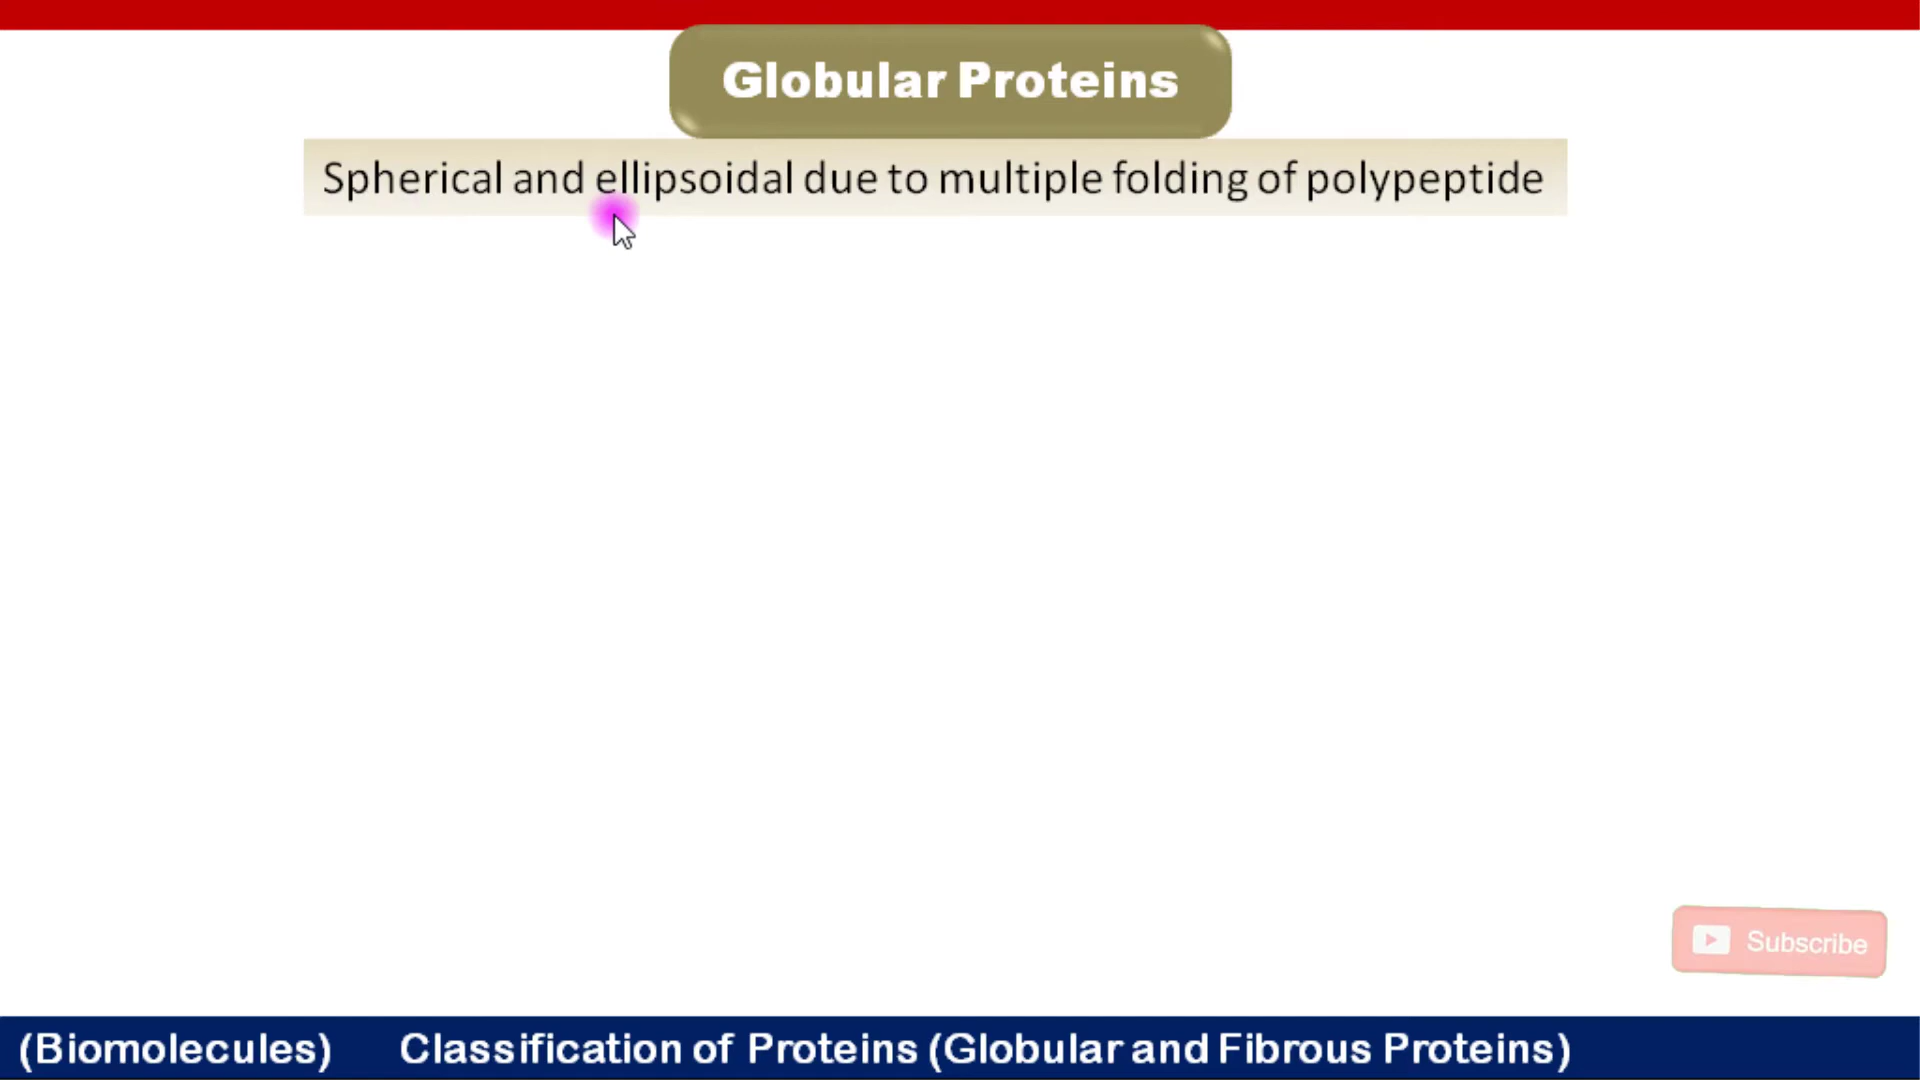 Globular Proteins
Spherical and ellipsoidal due to multiple folding of polypeptide
Subscribe
(Biomolecules) Classification of Proteins (Globular and Fibrous Proteins)